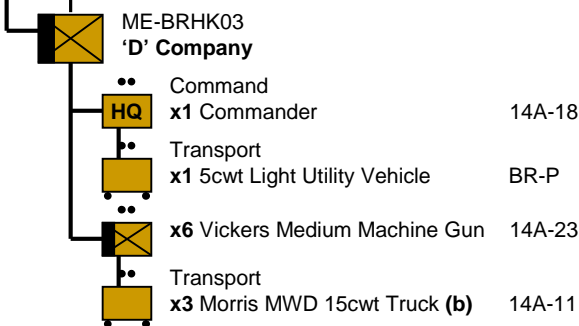 ME-BRHK03
‘D’ Company
Command
HQ x1 Commander 14A-18
Transport
x1 5cwt Light Utility Vehicle BR-P
x6 Vickers Medium Machine Gun 14A-23
Transport
x3 Morris MWD 15cwt Truck (b) 14A-11